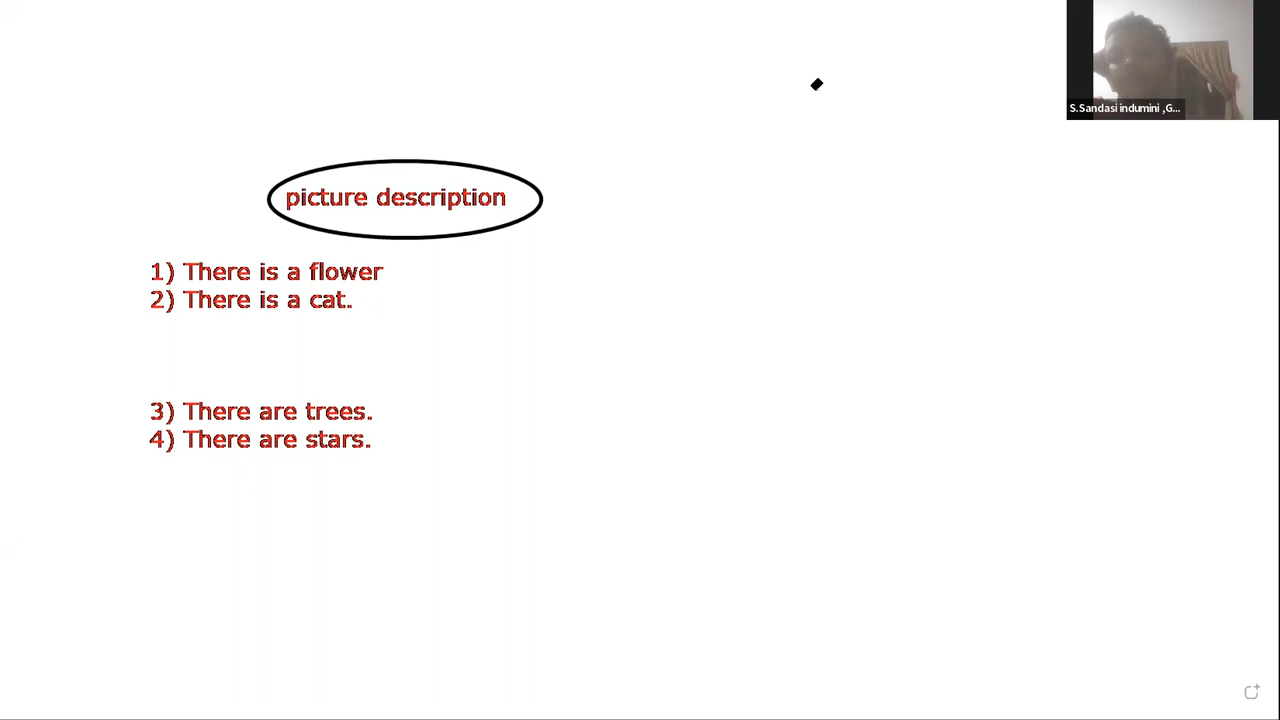 S.Sandasi indumini ,G...
picture description
1) There is a flower
2) There is a cat.
3) There are trees.
4) There are stars.